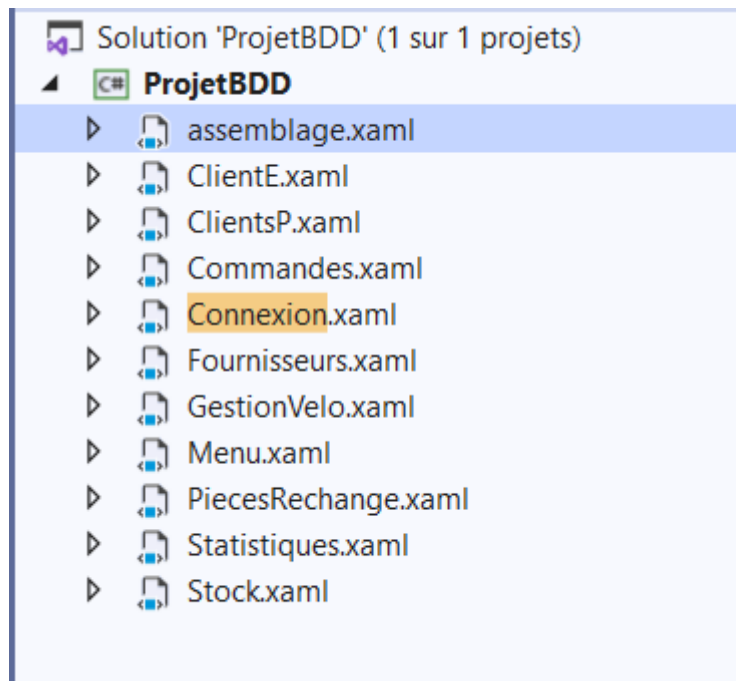 Solution 'ProjetBDD' (1 sur 1 projets)
C# ProjetBDD
assemblage.xaml
ClientE.xaml
ClientsP.xaml
Commandes.xaml
Connexion.xaml
Fournisseurs.xaml
GestionVelo.xaml
Menu.xaml
PiecesRechange.xaml
Statistiques.xaml
Stock.xaml